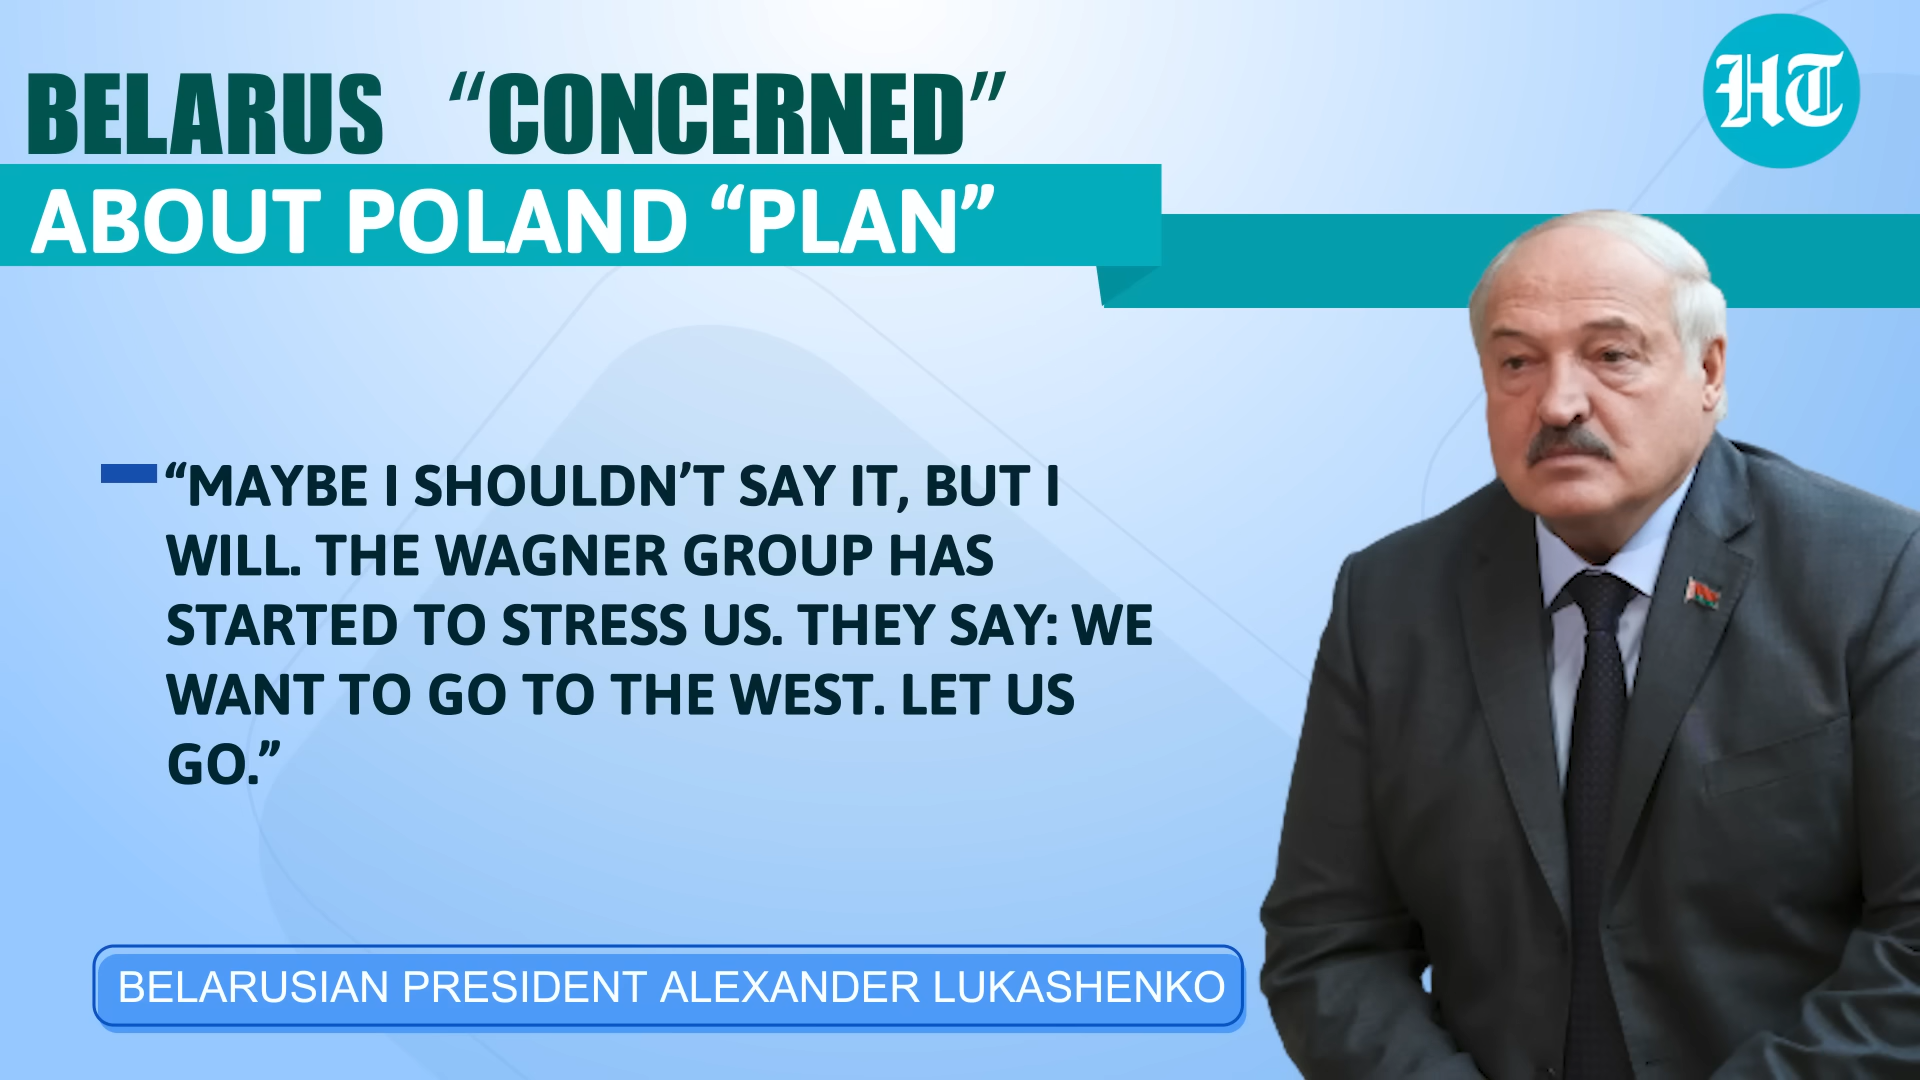 HT
BELARUS “CONCERNED”
ABOUT POLAND “PLAN”
“MAYBE I SHOULDN’T SAY IT, BUT I
WILL. THE WAGNER GROUP HAS
STARTED TO STRESS US. THEY SAY: WE
WANT TO GO TO THE WEST. LET US
GO.”
BELARUSIAN PRESIDENT ALEXANDER LUKASHENKO